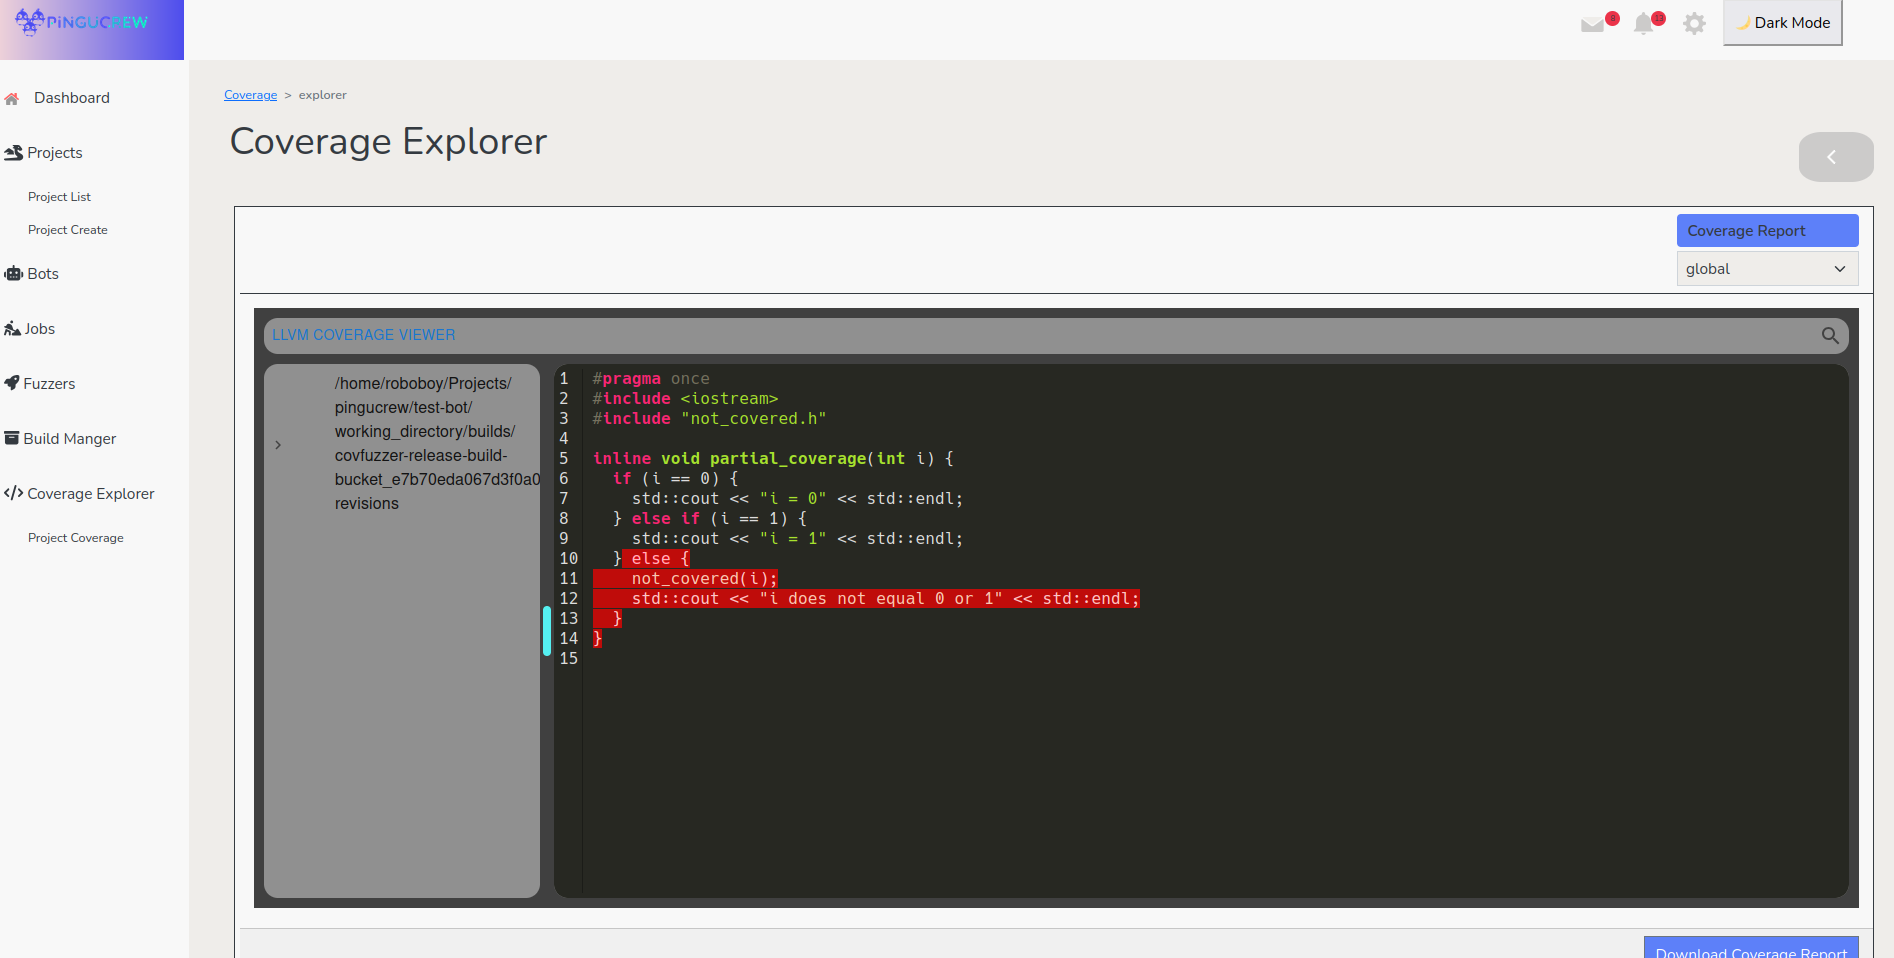 PINGUCREW
8
13
🌙 Dark Mode
Dashboard
Projects
Project List
Project Create
Bots
Jobs
Fuzzers
Build Manger
</> Coverage Explorer
Project Coverage
Coverage > explorer
Coverage Explorer
Coverage Report
global
LLVM COVERAGE VIEWER
/home/roboboy/Projects/
pingucrew/test-bot/
working_directory/builds/
covfuzzer-release-build-
bucket_e7b70eda067d3f0a0
revisions
1 #pragma once
2 #include <iostream>
3 #include "not_covered.h"
4
5 inline void partial_coverage(int i) {
6   if (i == 0) {
7     std::cout << "i = 0" << std::endl;
8   } else if (i == 1) {
9     std::cout << "i = 1" << std::endl;
10   } else {
11     not_covered(i);
12     std::cout << "i does not equal 0 or 1" << std::endl;
13   }
14 }
15
Download Coverage Report